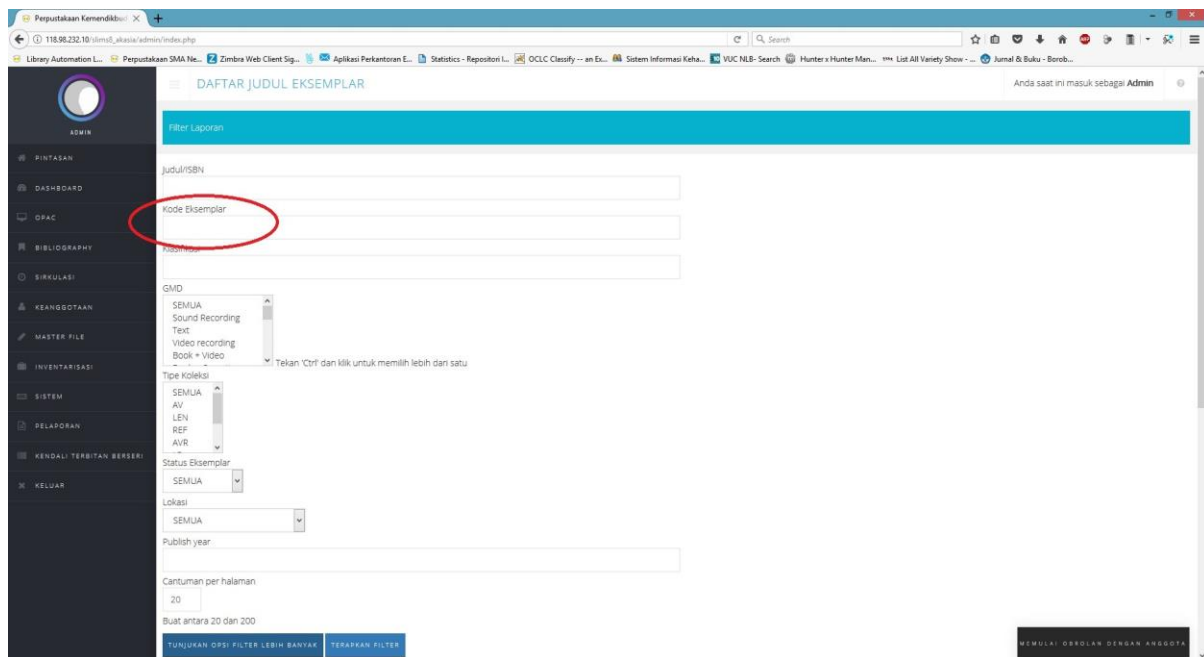 Perpustakaan Kemendikbud
118.98.232.10/slims8_akasia/admin/index.php
Search
Library Automation L... Perpustakaan SMA Ne... Zimbra Web Client Sig... Aplikasi Perkantoran E... Statistics - Repositori I... OCLC Classify -- an Ex... Sistem Informasi Keha... VUC NLB- Search Hunter x Hunter Man... List All Variety Show - ... Jurnal & Buku - Borob...
DAFTAR JUDUL EKSEMPLAR
Anda saat ini masuk sebagai Admin
ADMIN
Filter Laporan
PINTASAN
DASHBOARD
OPAC
BIBLIOGRAPHY
SIRKULASI
KEANGGOTAAN
MASTER FILE
INVENTARISASI
SISTEM
PELAPORAN
KENDALI TERBITAN BERSERI
KELUAR
Judul/ISBN
Kode Eksemplar
Klasifikasi
GMD
SEMUA
Sound Recording
Text
Video recording
Book + Video
Tekan 'Ctrl' dan klik untuk memilih lebih dari satu
Tipe Koleksi
SEMUA
AV
LEN
REF
AVR
Status Eksemplar
SEMUA
Lokasi
SEMUA
Publish year
Cantuman per halaman
20
Buat antara 20 dan 200
TUNJUKAN OPSI FILTER LEBIH BANYAK
TERAPKAN FILTER
MEMULAI OBROLAN DENGAN ANGGOTA